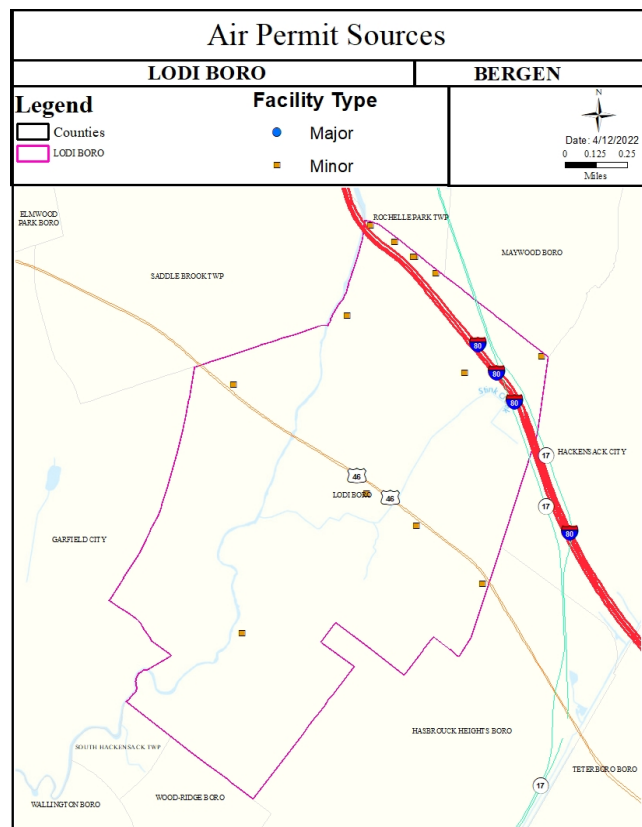 Air Permit Sources
LODI BORO
BERGEN
Legend
Counties
LODI BORO
Facility Type
Major
Minor
N
Date: 4/12/2022
0 0.125 0.25
Miles
ELMWOOD
PARK BORO
ROCHELLE PARK TWP
MAYWOOD BORO
SADDLE BROOK TWP
80
80
80
17
HACKENSACK CITY
46
LODI BORO
46
17
80
GARFIELD CITY
HASBROUCK HEIGHTS BORO
SOUTH HACKENSACK TWP
TETERBORO BORO
17
WOOD-RIDGE BORO
WALLINGTON BORO